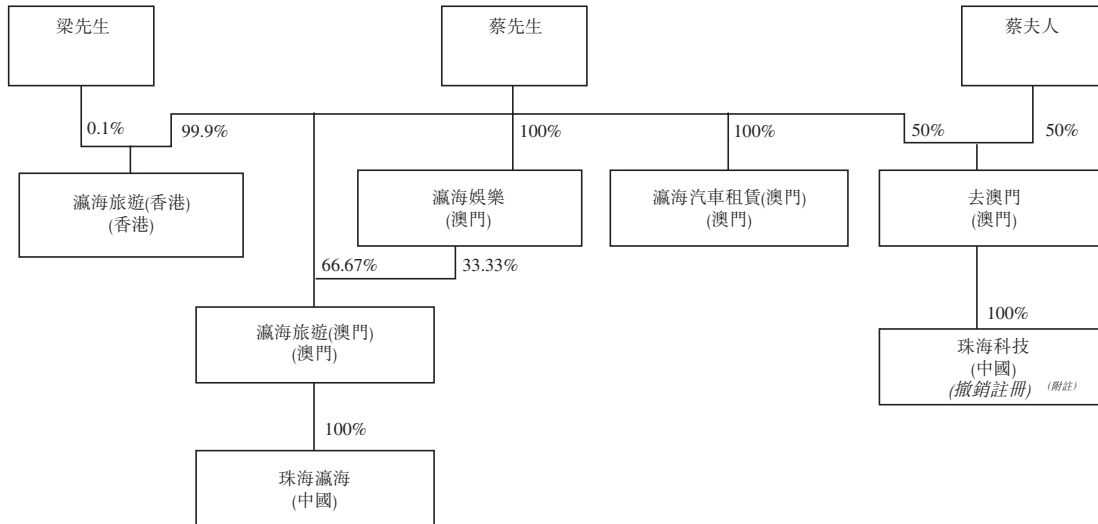 梁先生
蔡先生
蔡夫人
0.1%
99.9%
100%
100%
50%
50%
瀛海旅遊(香港)
(香港)
瀛海娛樂
(澳門)
瀛海汽車租賃(澳門)
(澳門)
去澳門
(澳門)
66.67%
33.33%
100%
瀛海旅遊(澳門)
(澳門)
珠海科技
(中國)
(撤銷註冊) (附註)
100%
珠海瀛海
(中國)